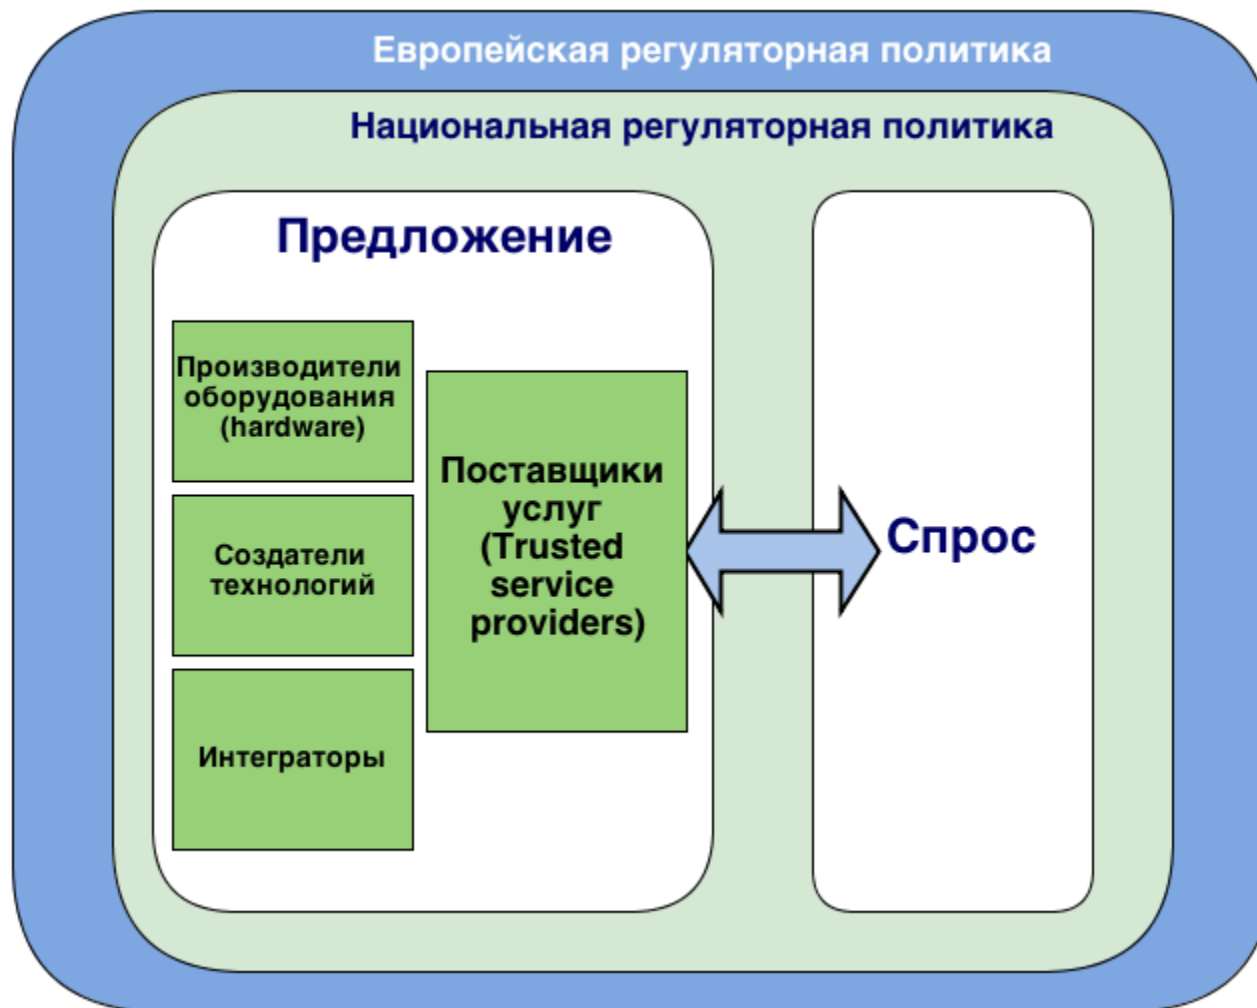 Европейская регуляторная политика
Национальная регуляторная политика
Предложение
Производители
оборудования
(hardware)
Создатели
технологий
Интеграторы
Поставщики
услуг
(Trusted
service
providers)
Спрос